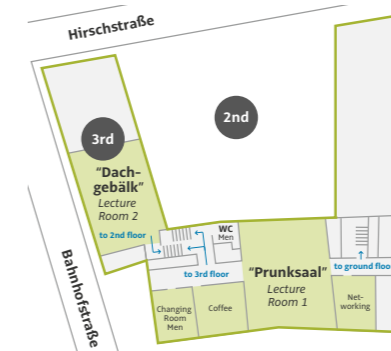 Hirschstraße
3rd
2nd
“Dach-
gebälk”
Lecture
Room 2
to 2nd floor
WC
Men
to 3rd floor
“Prunksaal”
Lecture
Room 1
to ground floo
Changing
Room
Men
Coffee
Net-
working
Bahnhofstraße